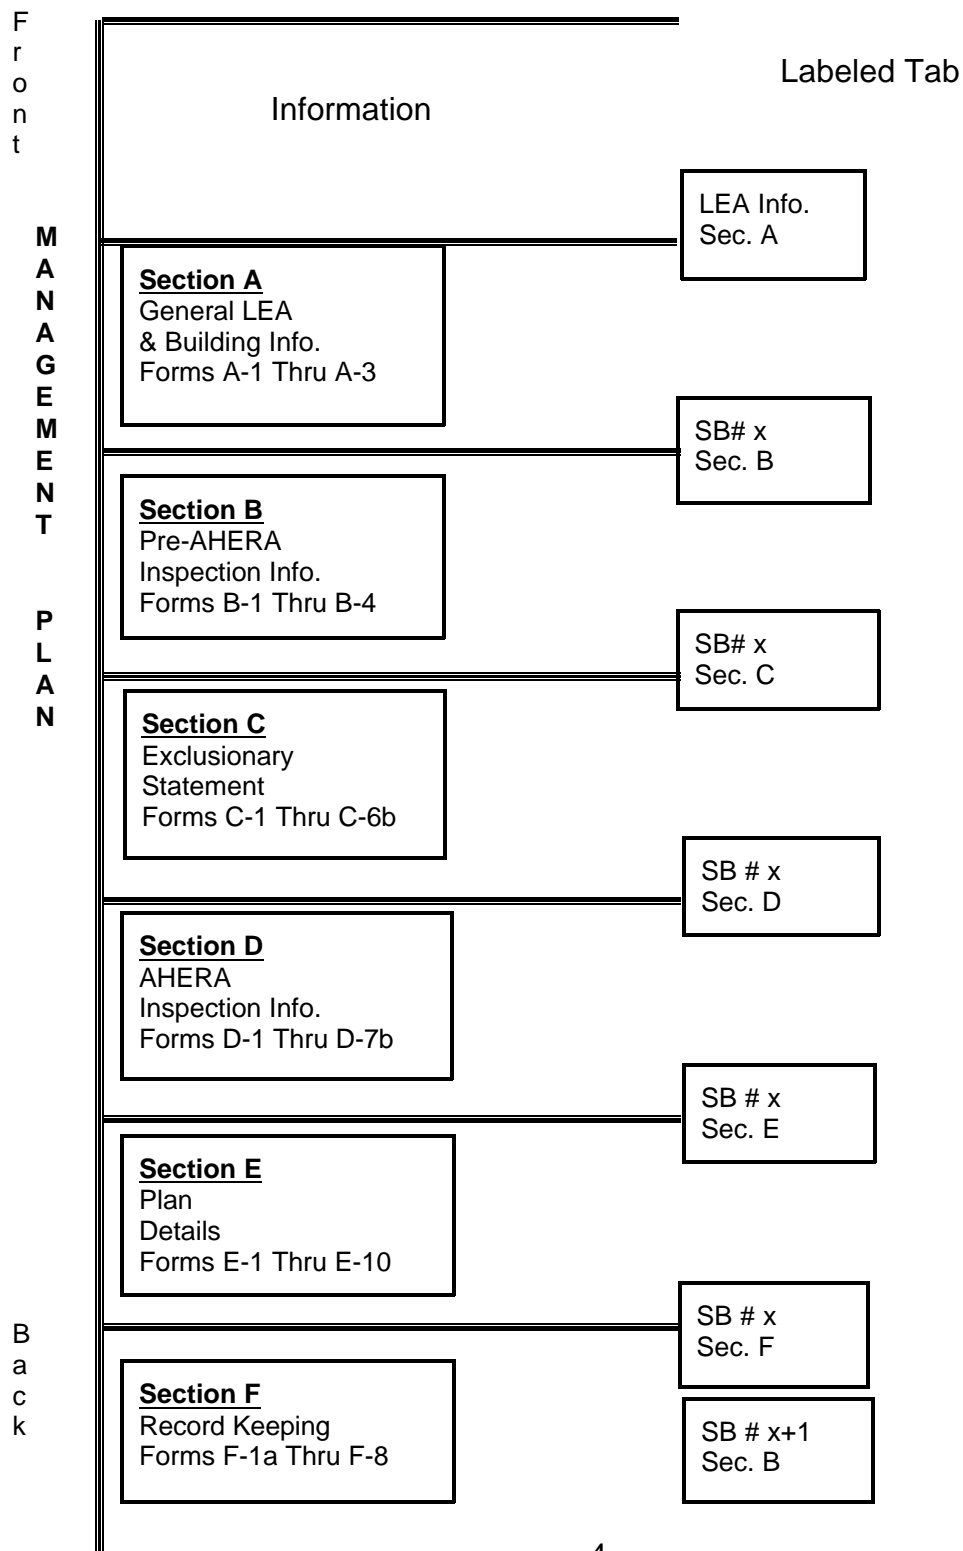 Front
Labeled Tab
Information
MANAGEMENT PLAN
LEA Info.
Sec. A
Section A
General LEA
& Building Info.
Forms A-1 Thru A-3
SB# x
Sec. B
Section B
Pre-AHERA
Inspection Info.
Forms B-1 Thru B-4
SB# x
Sec. C
Section C
Exclusionary
Statement
Forms C-1 Thru C-6b
SB # x
Sec. D
Section D
AHERA
Inspection Info.
Forms D-1 Thru D-7b
SB # x
Sec. E
Section E
Plan
Details
Forms E-1 Thru E-10
SB # x
Sec. F
Back
Section F
Record Keeping
Forms F-1a Thru F-8
SB # x+1
Sec. B